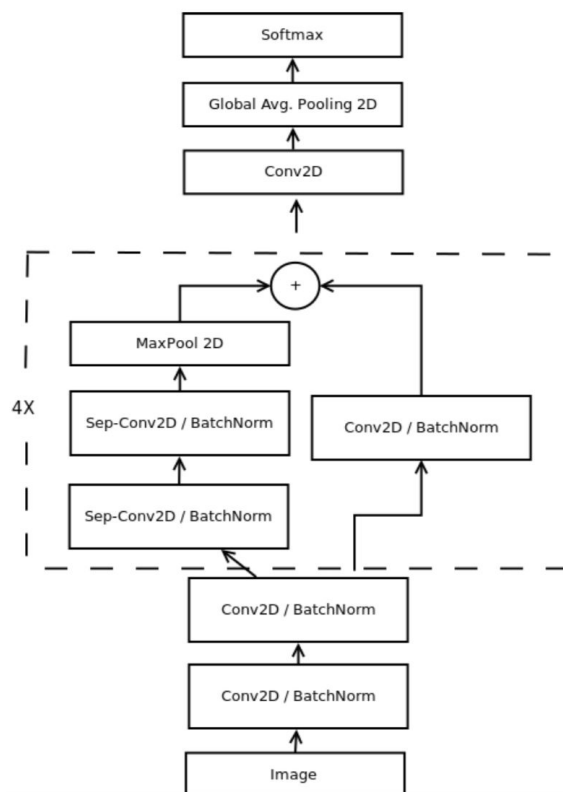 Softmax
Global Avg. Pooling 2D
Conv2D
+
MaxPool 2D
4X
Sep-Conv2D / BatchNorm
Conv2D / BatchNorm
Sep-Conv2D / BatchNorm
Conv2D / BatchNorm
Conv2D / BatchNorm
Image